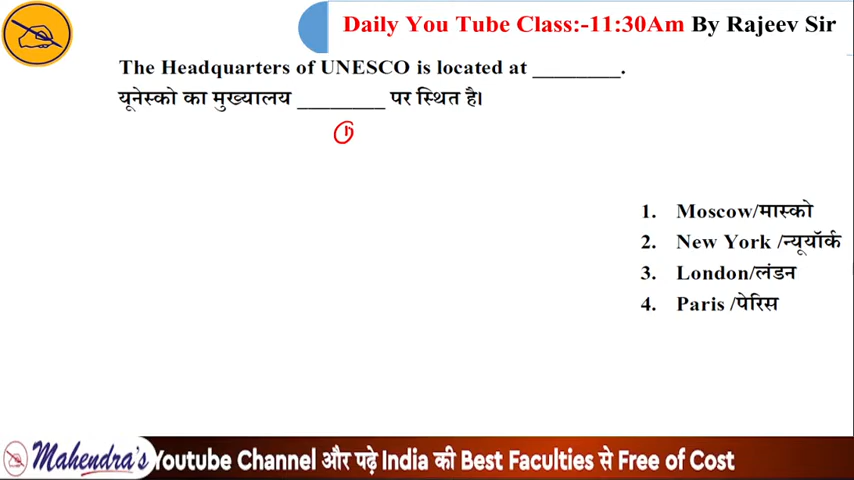 Daily You Tube Class:-11:30Am By Rajeev Sir
The Headquarters of UNESCO is located at ________.
यूनेस्को का मुख्यालय ________ पर स्थित है।
1. Moscow/मास्को
2. New York /न्यूयॉर्क
3. London/लंडन
4. Paris /पेरिस
Mahendra's Youtube Channel और पढ़े India की Best Faculties से Free of Cost